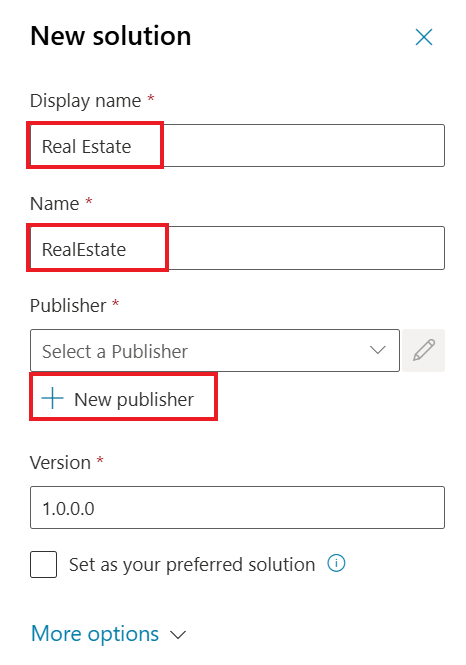 New solution
Display name *
Real Estate
Name *
RealEstate
Publisher *
Select a Publisher
New publisher
Version *
1.0.0.0
Set as your preferred solution
More options